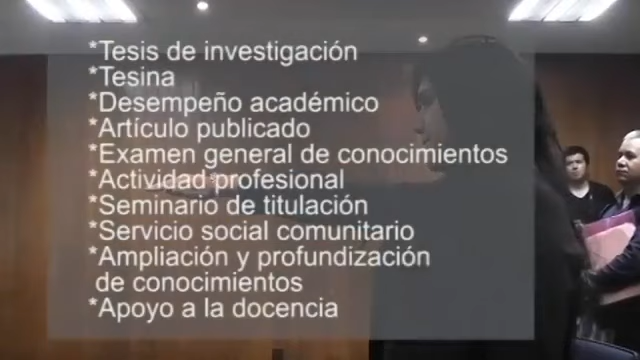 *Tesis de investigación
*Tesina
*Desempeño académico
*Artículo publicado
*Examen general de conocimientos
*Actividad profesional
*Seminario de titulación
*Servicio social comunitario
*Ampliación y profundización
de conocimientos
*Apoyo a la docencia